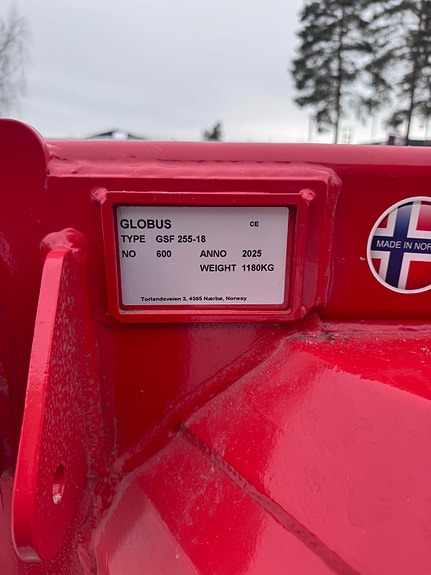 GLOBUS CE
TYPE GSF 255-18
NO 600 ANNO 2025
WEIGHT 1180KG
Torlandsveien 3, 4365 Nærbø, Norway
MADE IN NOR